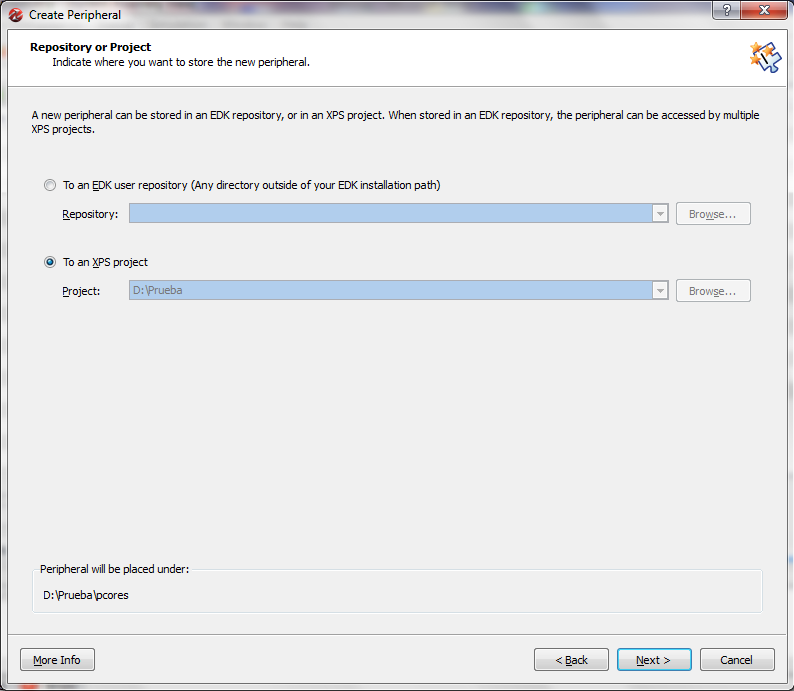 Create Peripheral
?
Repository or Project
Indicate where you want to store the new peripheral.
A new peripheral can be stored in an EDK repository, or in an XPS project. When stored in an EDK repository, the peripheral can be accessed by multiple
XPS projects.
To an EDK user repository (Any directory outside of your EDK installation path)
Repository:
Browse...
To an XPS project
Project:
D:\Prueba
Browse...
Peripheral will be placed under:
D:\Prueba\pcores
More Info
< Back
Next >
Cancel